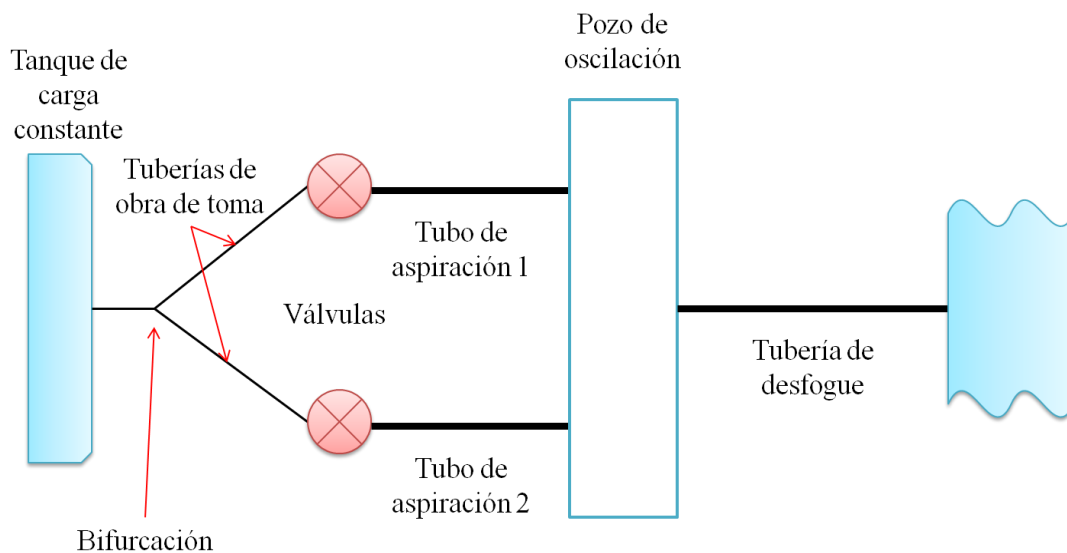 Pozo de
oscilación
Tanque de
carga
constante
Tuberías de
obra de toma
Tubo de
aspiración 1
Válvulas
Tubería de
desfogue
Tubo de
aspiración 2
Bifurcación